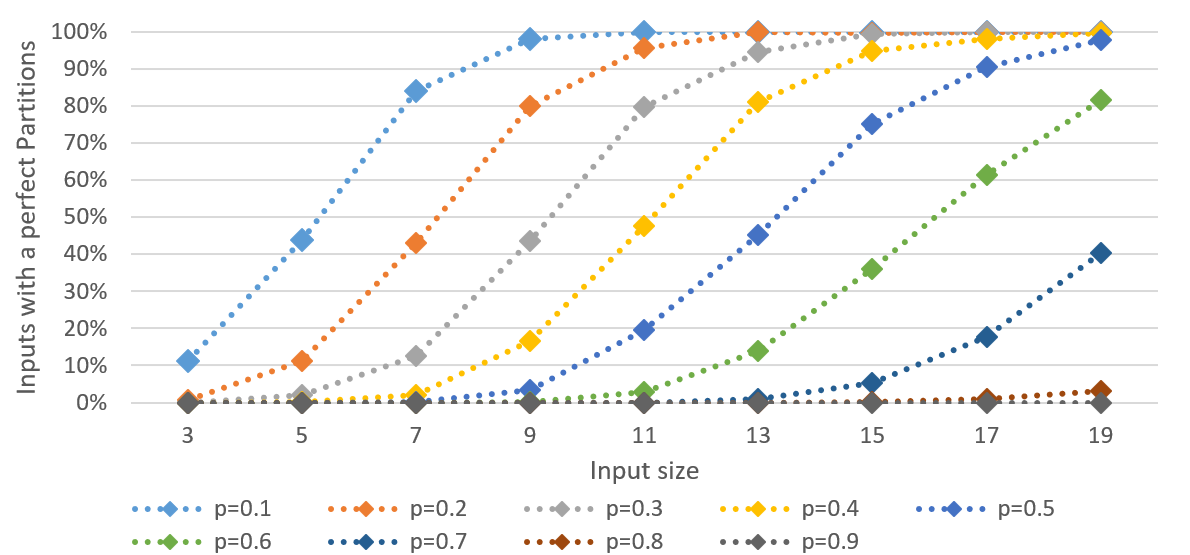 100%
90%
80%
70%
60%
50%
40%
30%
20%
10%
0%
Inputs with a perfect Partitions
3 5 7 9 11 13 15 17 19
Input size
p=0.1 p=0.2 p=0.3 p=0.4 p=0.5
p=0.6 p=0.7 p=0.8 p=0.9